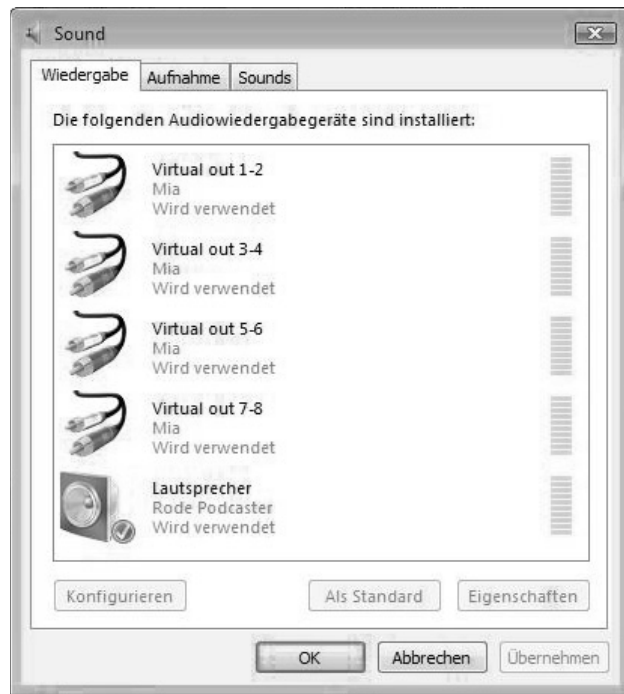 Sound
Wiedergabe Aufnahme Sounds
Die folgenden Audiowiedergabegeräte sind installiert:
Virtual out 1-2
Mia
Wird verwendet
Virtual out 3-4
Mia
Wird verwendet
Virtual out 5-6
Mia
Wird verwendet
Virtual out 7-8
Mia
Wird verwendet
Lautsprecher
Rode Podcaster
Wird verwendet
Konfigurieren Als Standard Eigenschaften
OK Abbrechen Übernehmen